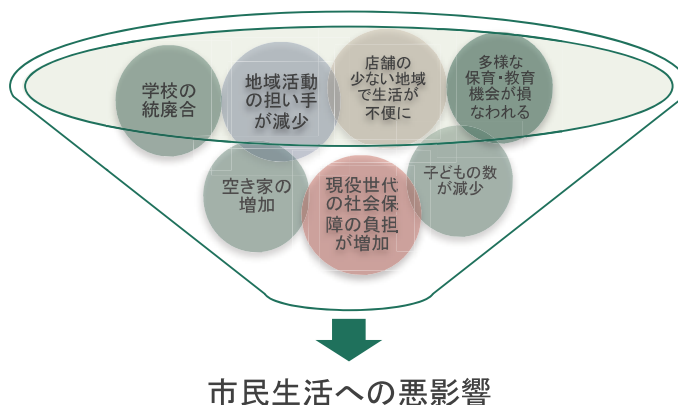 学校の
統廃合
地域活動
の担い手
が減少
店舗の
少ない地域
で生活が
不便に
多様な
保育・教育
機会が損
なわれる
空き家の
増加
現役世代
の社会保
障の負担
が増加
子どもの数
が減少
市民生活への悪影響